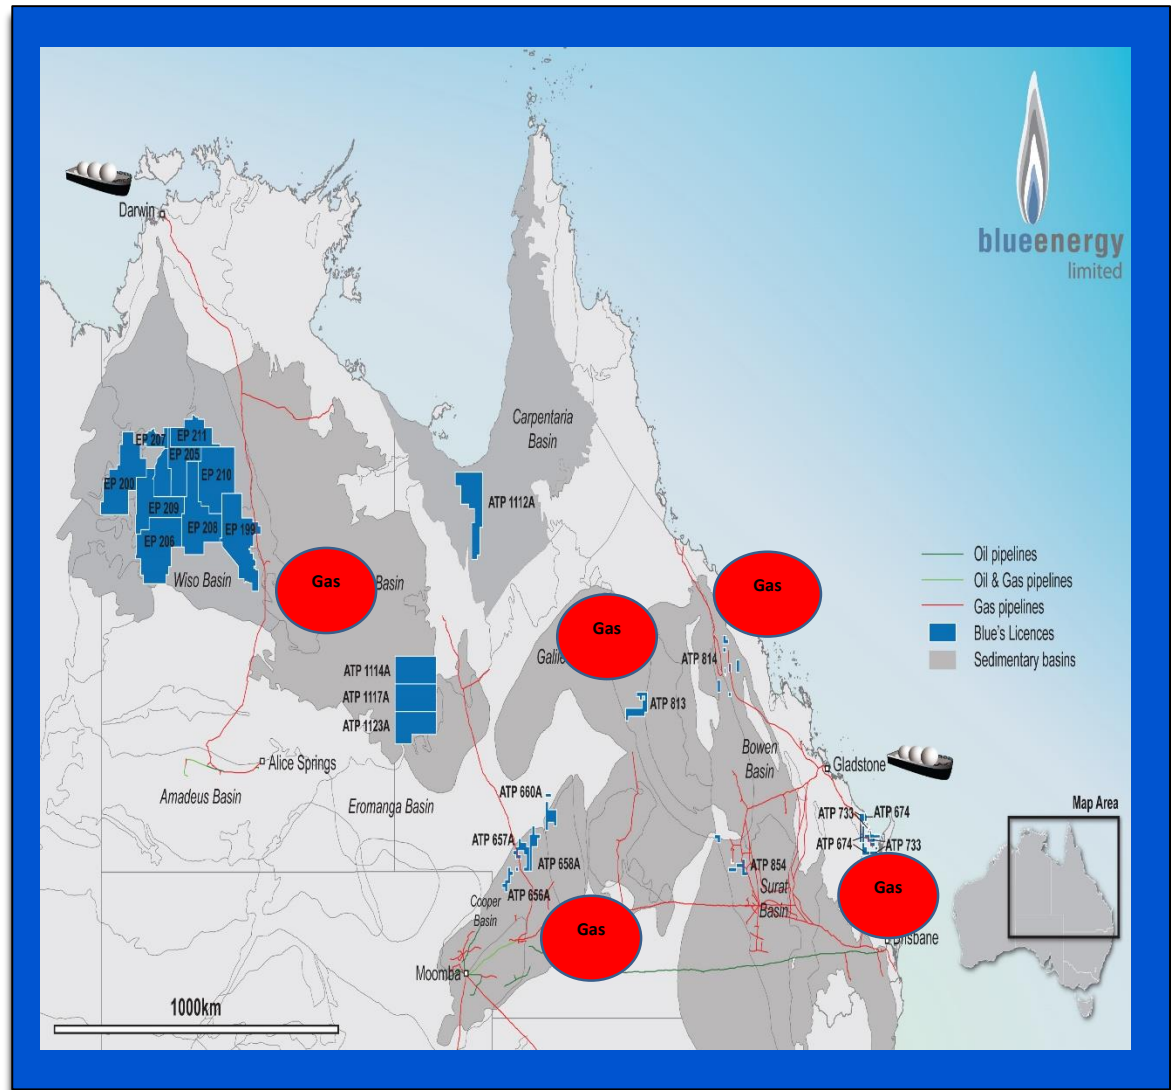 blueenergy
limited
Darwin
Carpentaria
Basin
EP 207
EP 211
EP 205
EP 200
EP 210
ATP 1112A
EP 209
EP 208
EP 199
EP 206
Wiso Basin
Gas
Basin
Gas
Gas
Oil pipelines
Oil & Gas pipelines
Gas pipelines
Blue's Licences
Sedimentary basins
ATP 814
ATP 1114A
ATP 1117A
ATP 813
ATP 1123A
Bowen
Basin
Gladstone
Alice Springs
Amadeus Basin
Eromanga Basin
ATP 660A
Map Area
ATP 733
ATP 674
ATP 657A
ATP 674
ATP 733
ATP 658A
ATP 854
ATP 656A
Surat
Basin
Gas
Cooper
Basin
Gas
Moomba
1000km